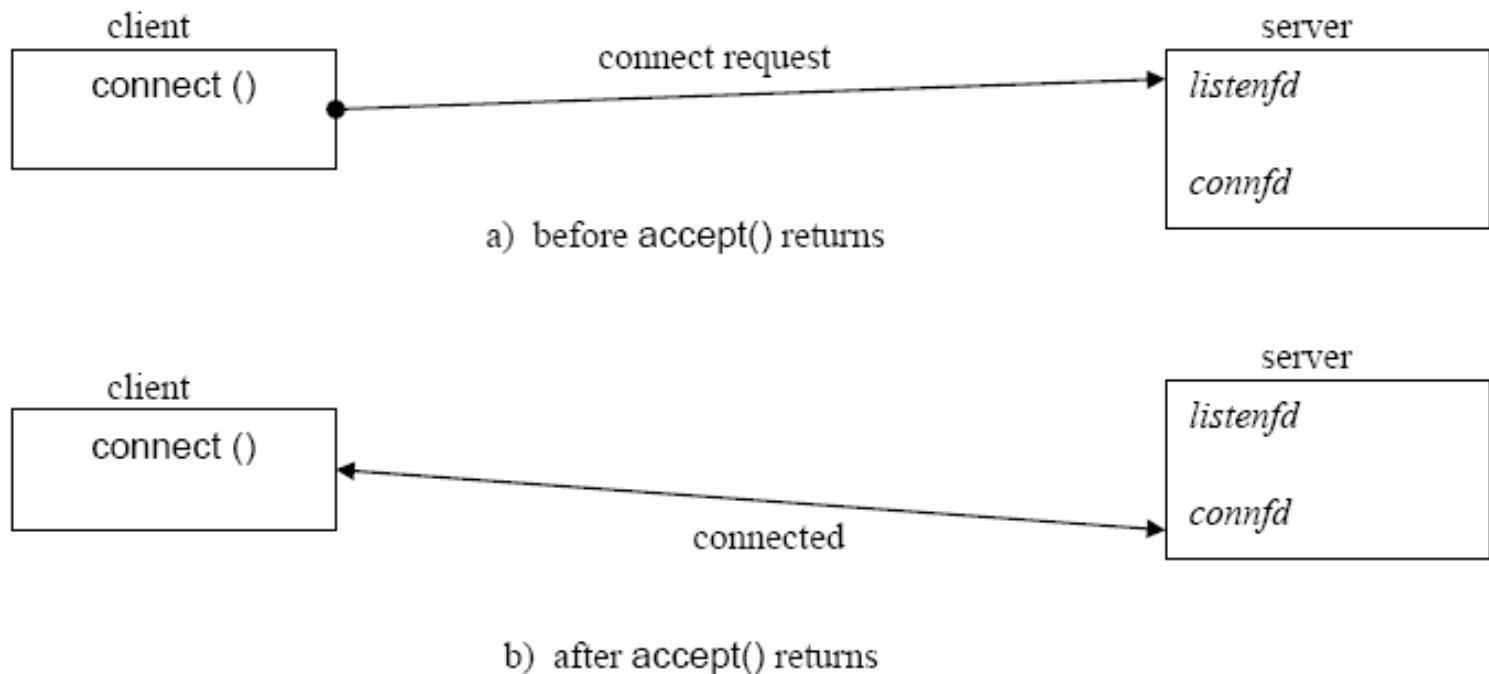 client
server
connect ()
connect request
listenfd
connfd
a) before accept() returns
client
server
connect ()
listenfd
connfd
connected
b) after accept() returns